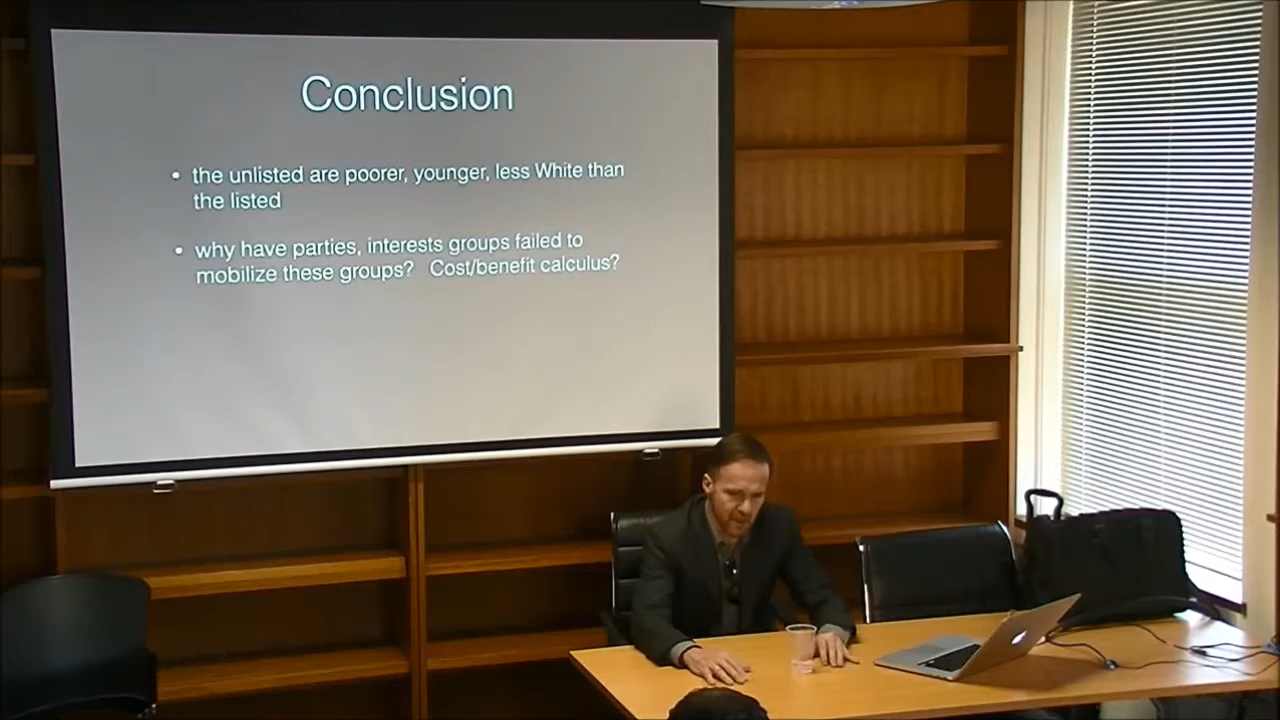 Conclusion
• the unlisted are poorer, younger, less White than
the listed
• why have parties, interests groups failed to
mobilize these groups? Cost/benefit calculus?